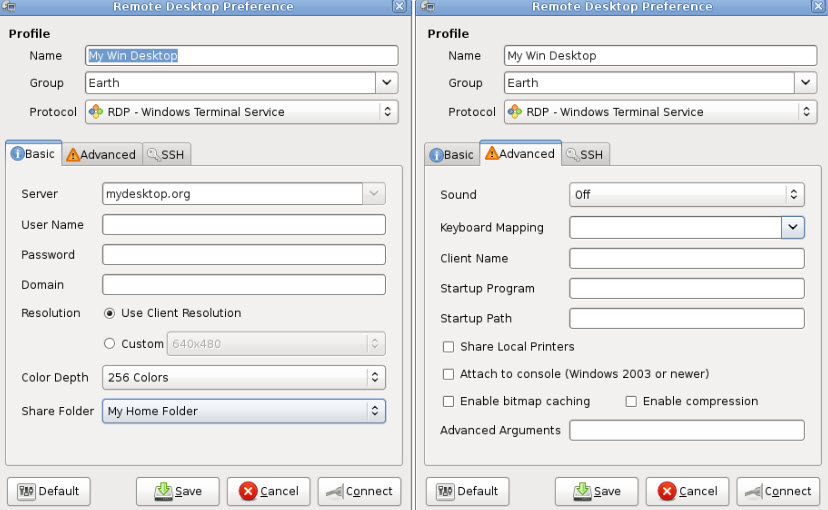 Remote Desktop Preference
Profile
Name My Win Desktop
Group Earth
Protocol RDP - Windows Terminal Service
Basic Advanced SSH
Server mydesktop.org
User Name
Password
Domain
Resolution Use Client Resolution
Custom 640x480
Color Depth 256 Colors
Share Folder My Home Folder
Default Save Cancel Connect
Remote Desktop Preference
Profile
Name My Win Desktop
Group Earth
Protocol RDP - Windows Terminal Service
Basic Advanced SSH
Sound Off
Keyboard Mapping
Client Name
Startup Program
Startup Path
Share Local Printers
Attach to console (Windows 2003 or newer)
Enable bitmap caching Enable compression
Advanced Arguments
Default Save Cancel Connect